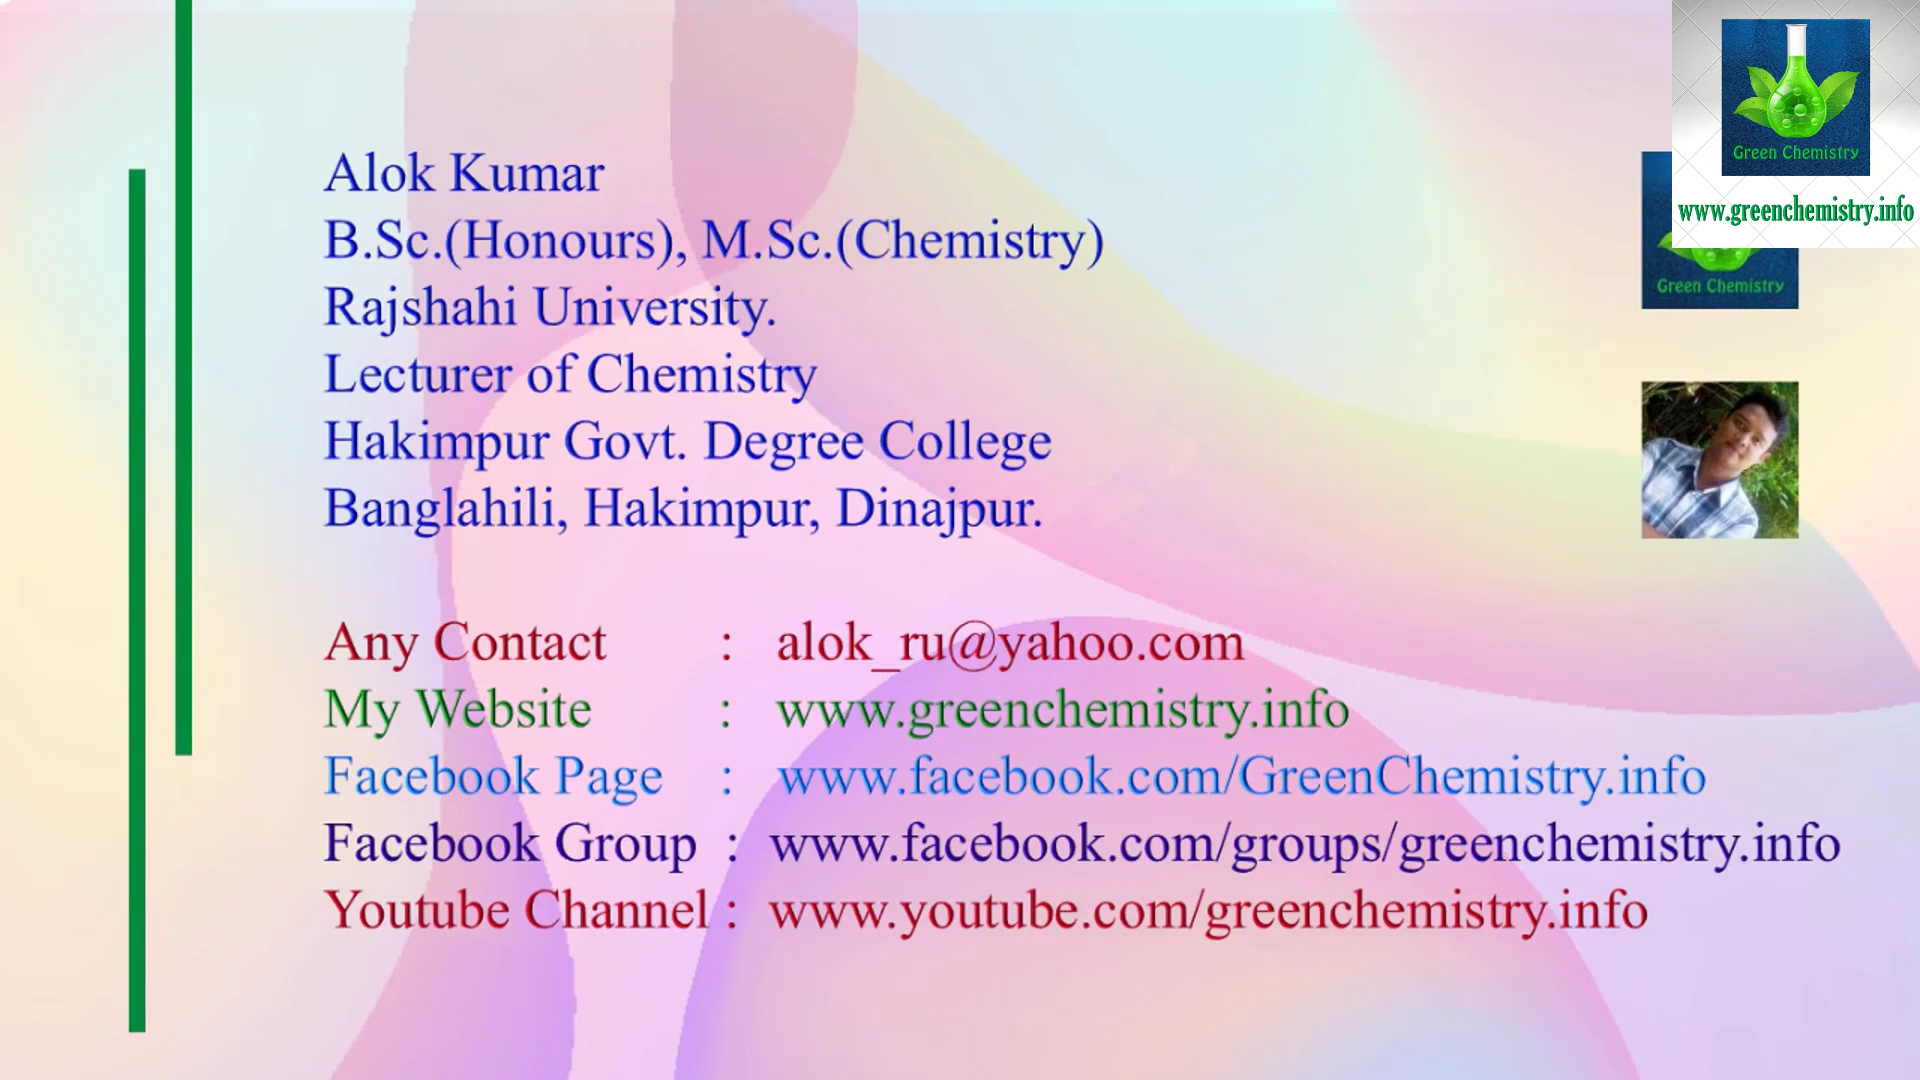 Green Chemistry
www.greenchemistry.info
Green Chemistry
Alok Kumar
B.Sc.(Honours), M.Sc.(Chemistry)
Rajshahi University.
Lecturer of Chemistry
Hakimpur Govt. Degree College
Banglahili, Hakimpur, Dinajpur.
Any Contact : alok_ru@yahoo.com
My Website : www.greenchemistry.info
Facebook Page : www.facebook.com/GreenChemistry.info
Facebook Group : www.facebook.com/groups/greenchemistry.info
Youtube Channel : www.youtube.com/greenchemistry.info